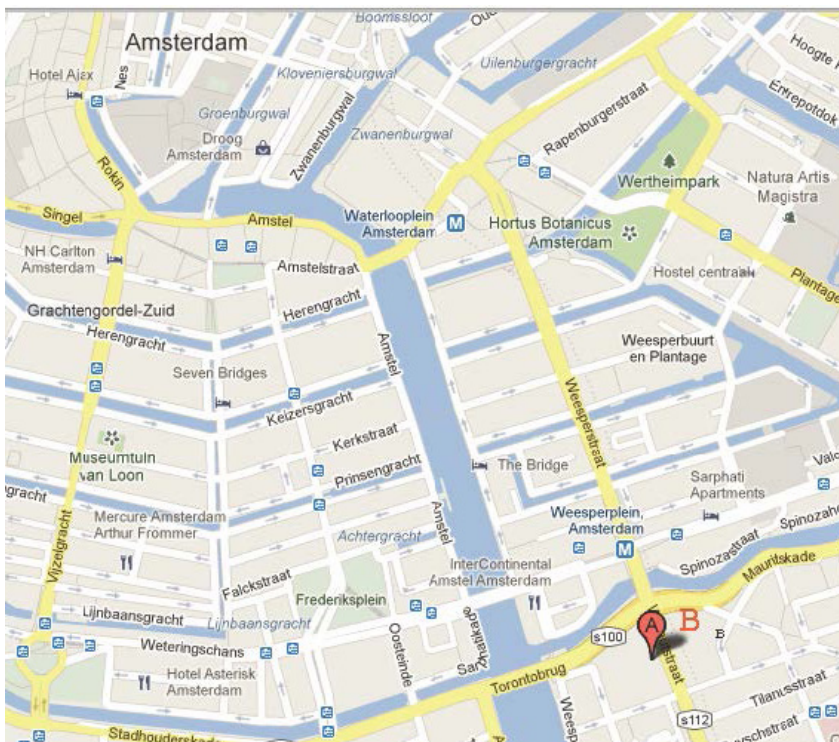 Boomssloot
Amsterdam
Nes
Kloveniersburgwal
Uilenburgergracht
Hoogte
Hotel Ajax
Entrepotdok
Groenburgwal
Zwanenburgwal
Zwanenburgwal
Rapenburgerstraat
Droog
Amsterdam
Rokin
Wertheimpark
Natura Artis
Magistra
Singel
Amstel
Waterlooplein
Amsterdam
M
Hortus Botanicus
Amsterdam
NH Carlton
Amsterdam
Amstelstraat
Hostel centraal
Plantage
Herengracht
Grachtengordel-Zuid
Herengracht
Amstel
Weesperbuurt
en Plantage
Seven Bridges
Weesperstraat
Keizersgracht
Kerkstraat
Museumtuin
van Loon
Prinsengracht
The Bridge
Sarphati
Apartments
Mercure Amsterdam
Arthur Frommer
Amstel
Weesperplein,
Amsterdam
M
Vijzelgracht
Achtergracht
Spinozastraat
Mauritskade
InterContinental
Amstel Amsterdam
Falckstraat
Frederiksplein
Lijnbaansgracht
Lijnbaansgracht
Weteringschans
Oosteinde
s100
A
B
B
Hotel Asterisk
Amsterdam
Torontobrug
straat
Tilanusstraat
s112
Stadhouderskade